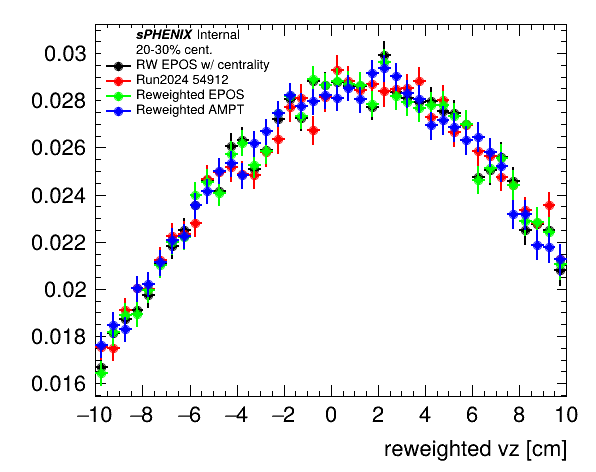 sPHENIX Internal
20-30% cent.
RW EPOS w/ centrality
Run2024 54912
Reweighted EPOS
Reweighted AMPT
0.03
0.028
0.026
0.024
0.022
0.02
0.018
0.016
−10 −8 −6 −4 −2 0 2 4 6 8 10
reweighted vz [cm]